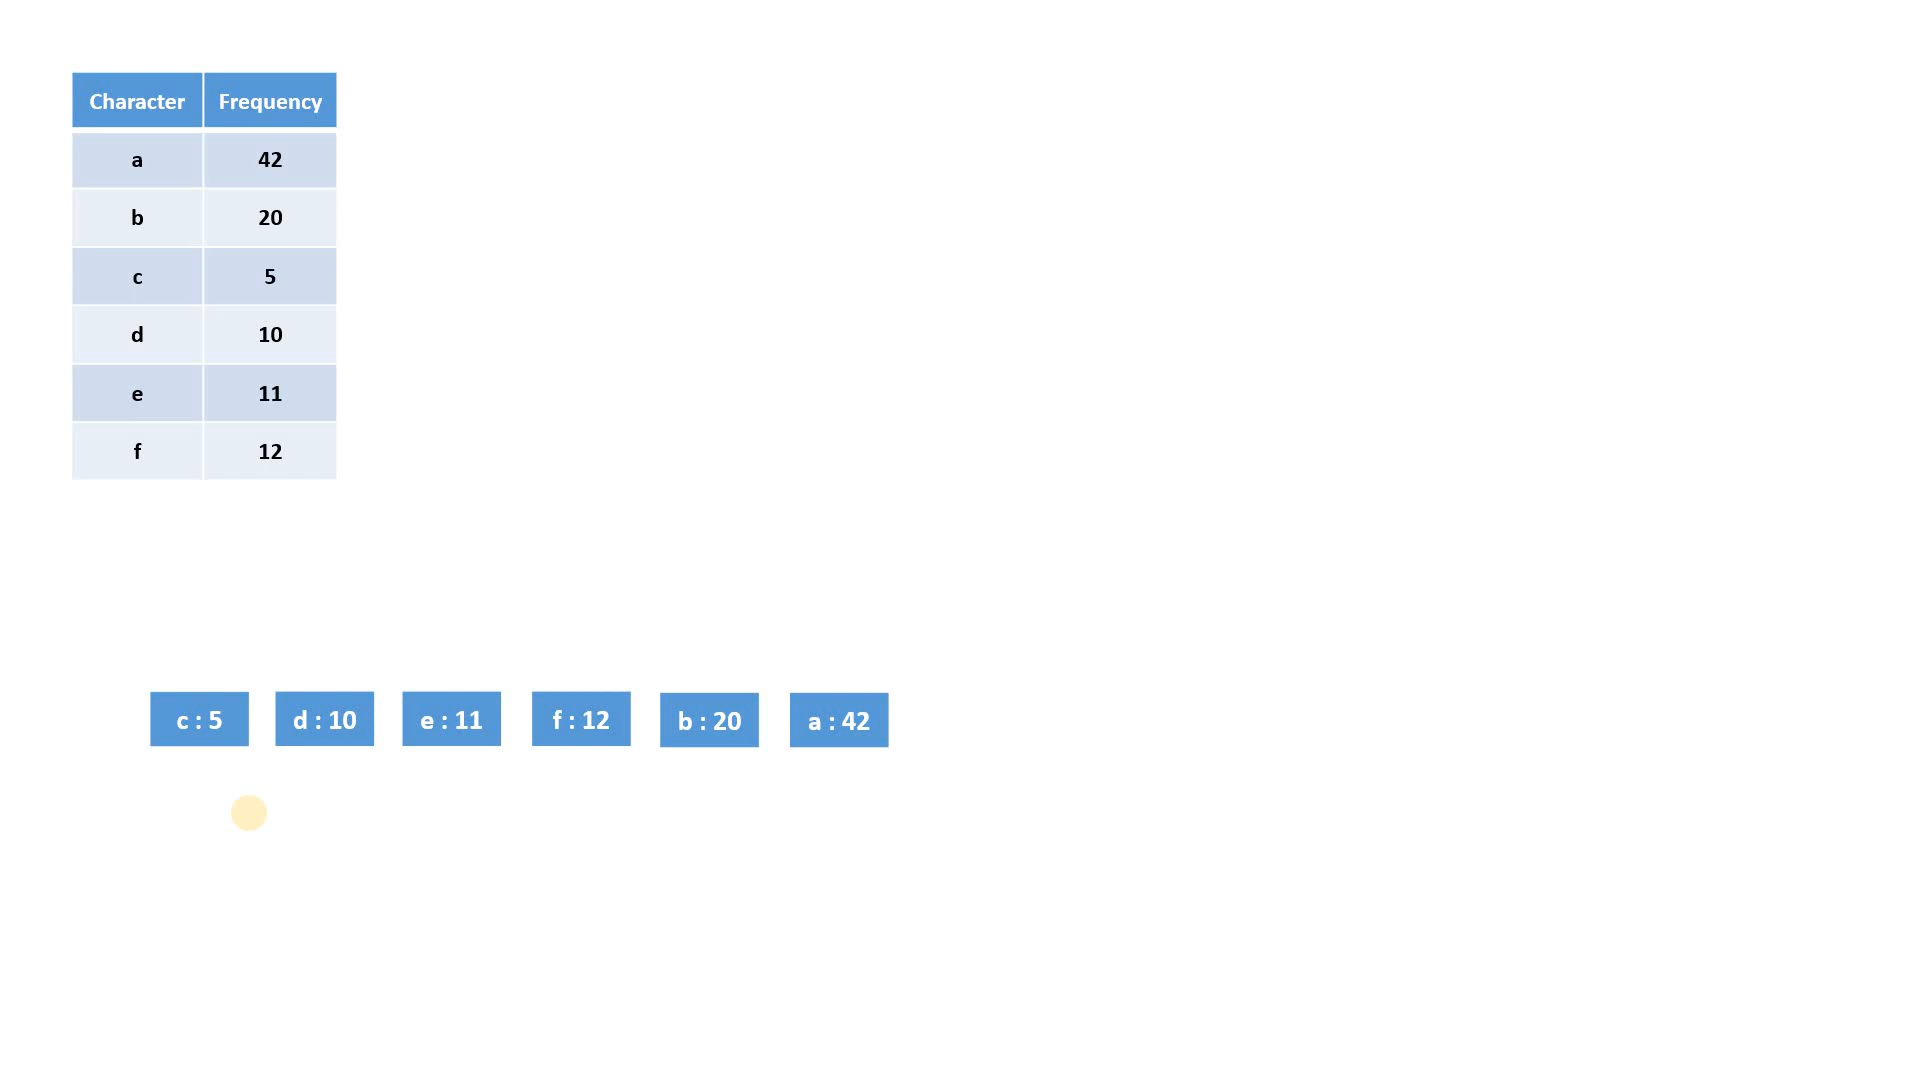 Character Frequency
a 42
b 20
c 5
d 10
e 11
f 12
c : 5 d : 10 e : 11 f : 12 b : 20 a : 42